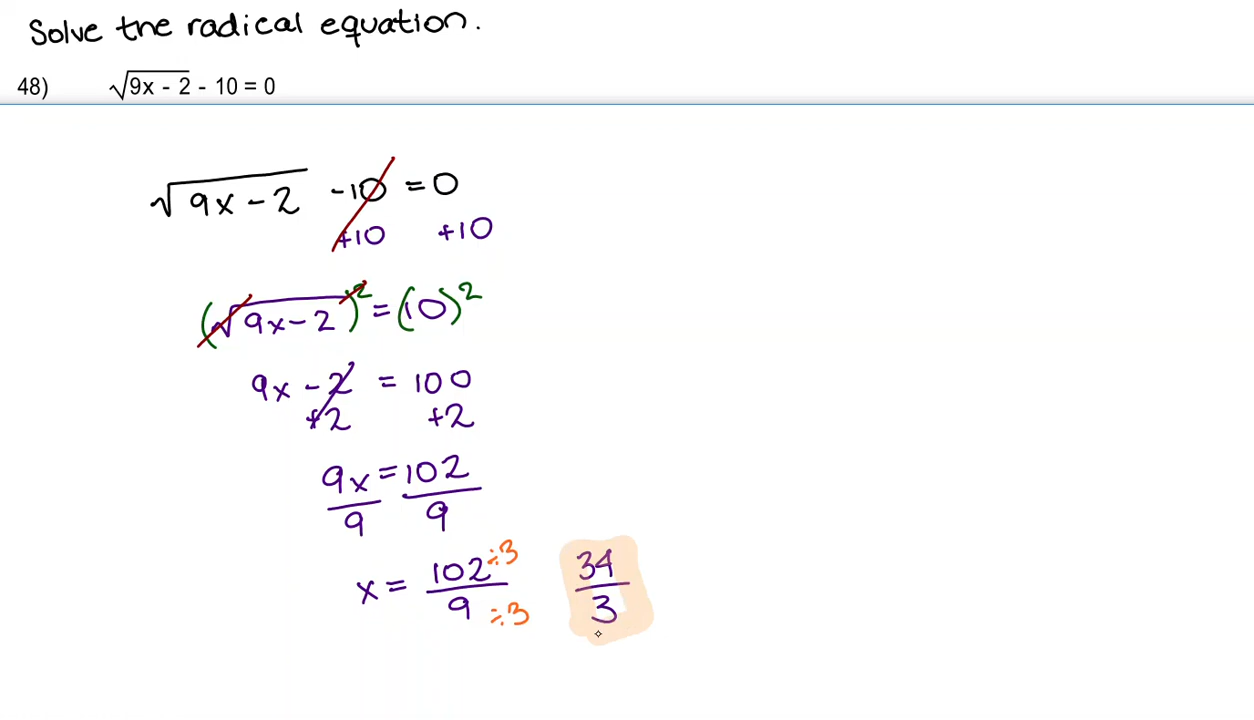 Solve the radical equation.
48) √9x - 2 - 10 = 0
√9x - 2 - 10 = 0
+10 +10
(√9x - 2)² = (10)²
9x - 2 = 100
+2 +2
9x = 102
9 9
x = 102 ÷3 34
9 ÷3 3